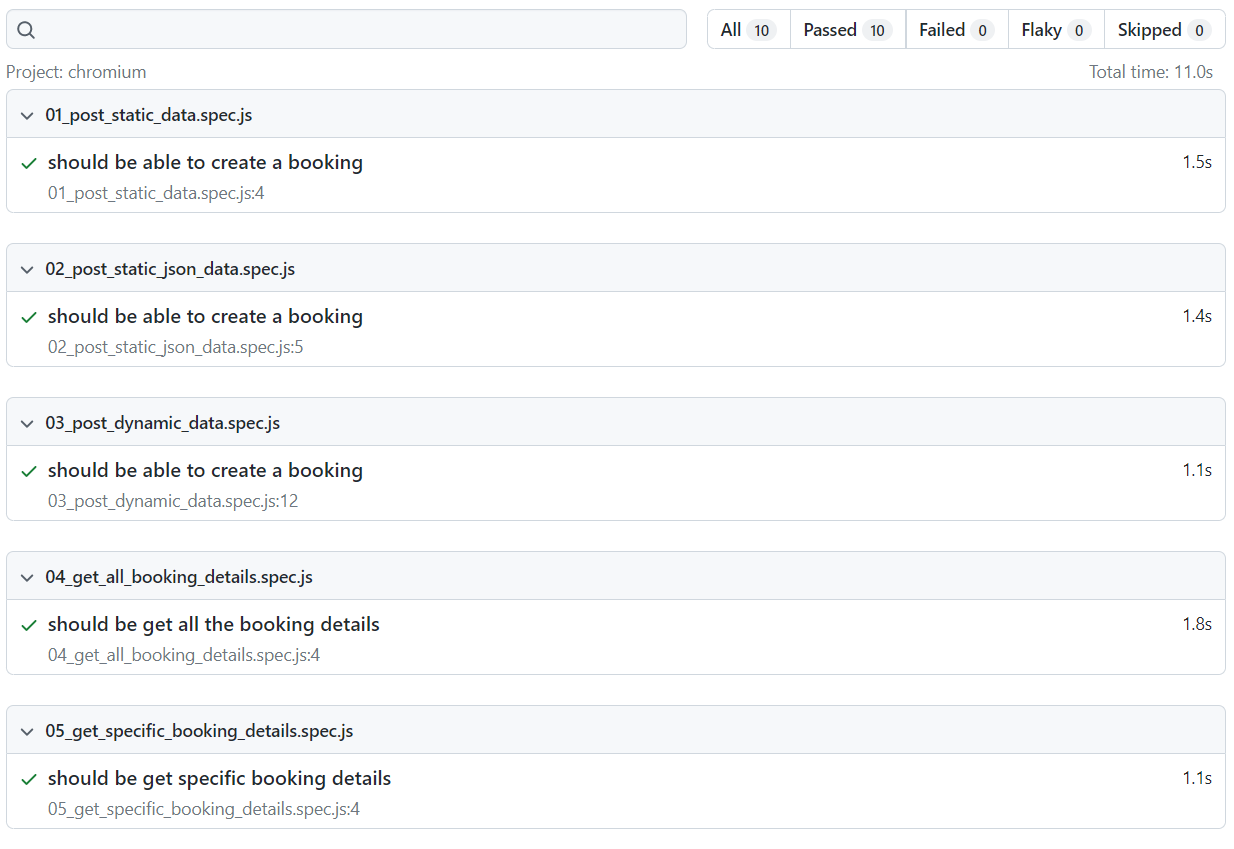 All 10 Passed 10 Failed 0 Flaky 0 Skipped 0
Project: chromium Total time: 11.0s
01_post_static_data.spec.js
should be able to create a booking 1.5s
01_post_static_data.spec.js:4
02_post_static_json_data.spec.js
should be able to create a booking 1.4s
02_post_static_json_data.spec.js:5
03_post_dynamic_data.spec.js
should be able to create a booking 1.1s
03_post_dynamic_data.spec.js:12
04_get_all_booking_details.spec.js
should be get all the booking details 1.8s
04_get_all_booking_details.spec.js:4
05_get_specific_booking_details.spec.js
should be get specific booking details 1.1s
05_get_specific_booking_details.spec.js:4